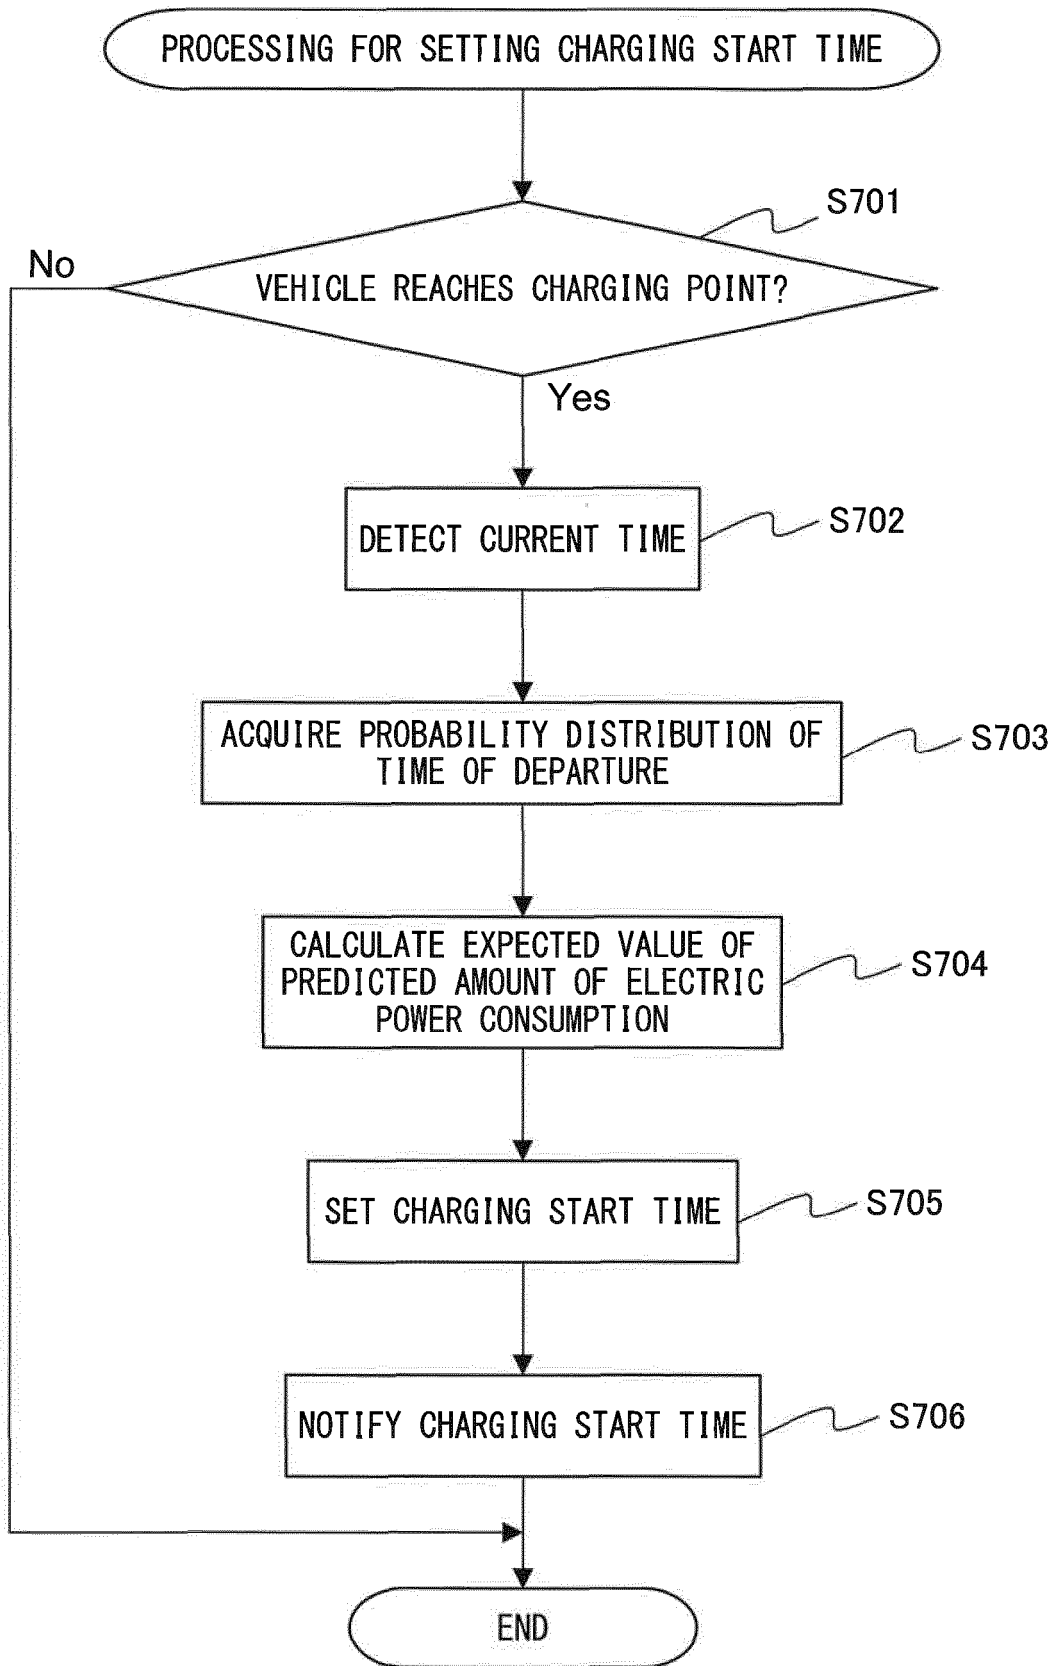 PROCESSING FOR SETTING CHARGING START TIME
S701
No
VEHICLE REACHES CHARGING POINT?
Yes
DETECT CURRENT TIME
S702
ACQUIRE PROBABILITY DISTRIBUTION OF
TIME OF DEPARTURE
S703
CALCULATE EXPECTED VALUE OF
PREDICTED AMOUNT OF ELECTRIC
POWER CONSUMPTION
S704
SET CHARGING START TIME
S705
NOTIFY CHARGING START TIME
S706
END